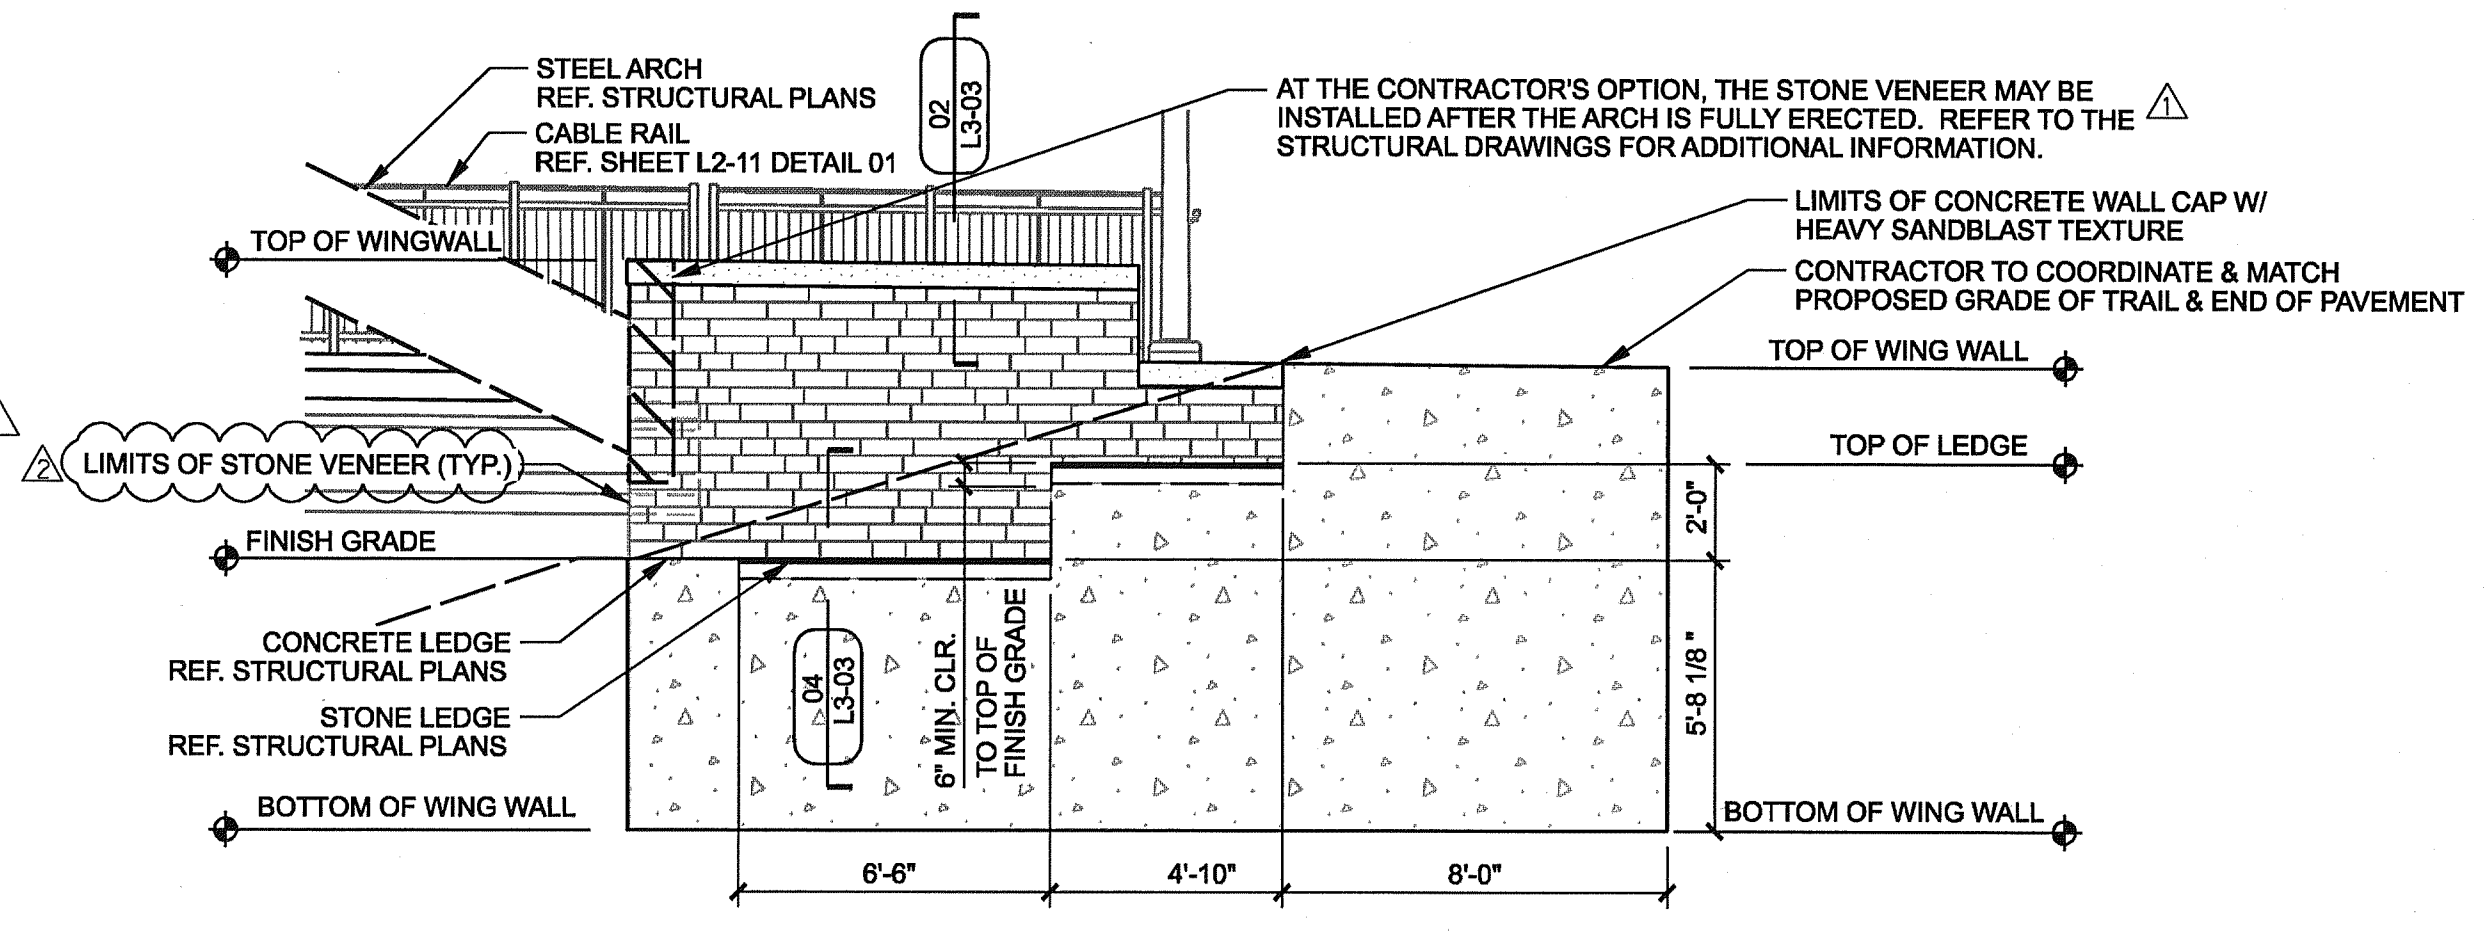 STEEL ARCH
REF. STRUCTURAL PLANS
CABLE RAIL
REF. SHEET L2-11 DETAIL 01
02
L3-03
AT THE CONTRACTOR'S OPTION, THE STONE VENEER MAY BE
INSTALLED AFTER THE ARCH IS FULLY ERECTED. REFER TO THE
STRUCTURAL DRAWINGS FOR ADDITIONAL INFORMATION.
1
LIMITS OF CONCRETE WALL CAP W/
HEAVY SANDBLAST TEXTURE
CONTRACTOR TO COORDINATE & MATCH
PROPOSED GRADE OF TRAIL & END OF PAVEMENT
TOP OF WINGWALL
TOP OF WING WALL
TOP OF LEDGE
2
LIMITS OF STONE VENEER (TYP.)
FINISH GRADE
2'-0"
CONCRETE LEDGE
REF. STRUCTURAL PLANS
STONE LEDGE
REF. STRUCTURAL PLANS
04
L3-03
6" MIN. CLR.
TO TOP OF
FINISH GRADE
5'-8 1/8 "
BOTTOM OF WING WALL
BOTTOM OF WING WALL
6'-6"
4'-10"
8'-0"